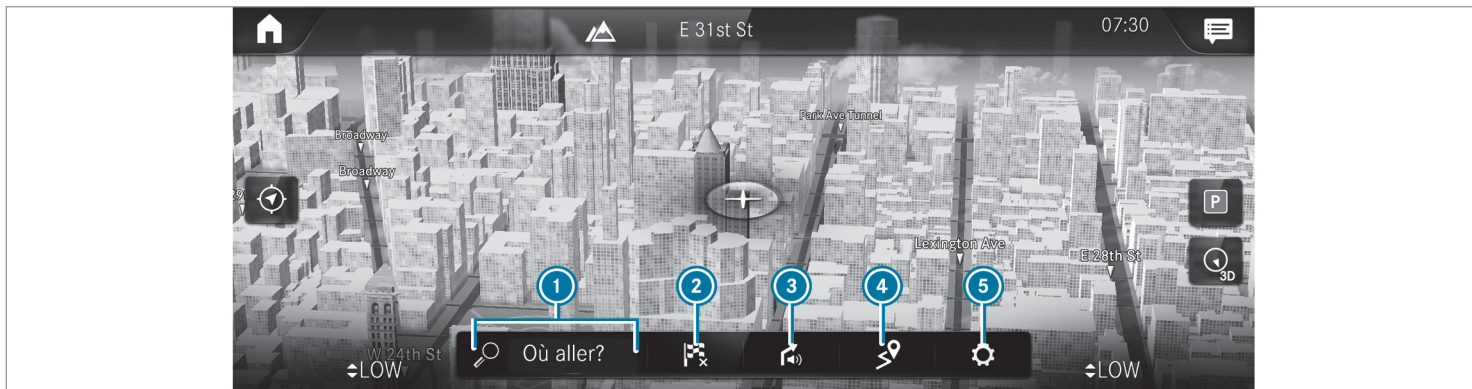 E 31st St
07:30
Park Ave Tunnel
Broadway
Broadway
29
P
Lexington Ave
E 28th St
3D
1
2
3
4
5
Où aller?
W 24th St
LOW
LOW